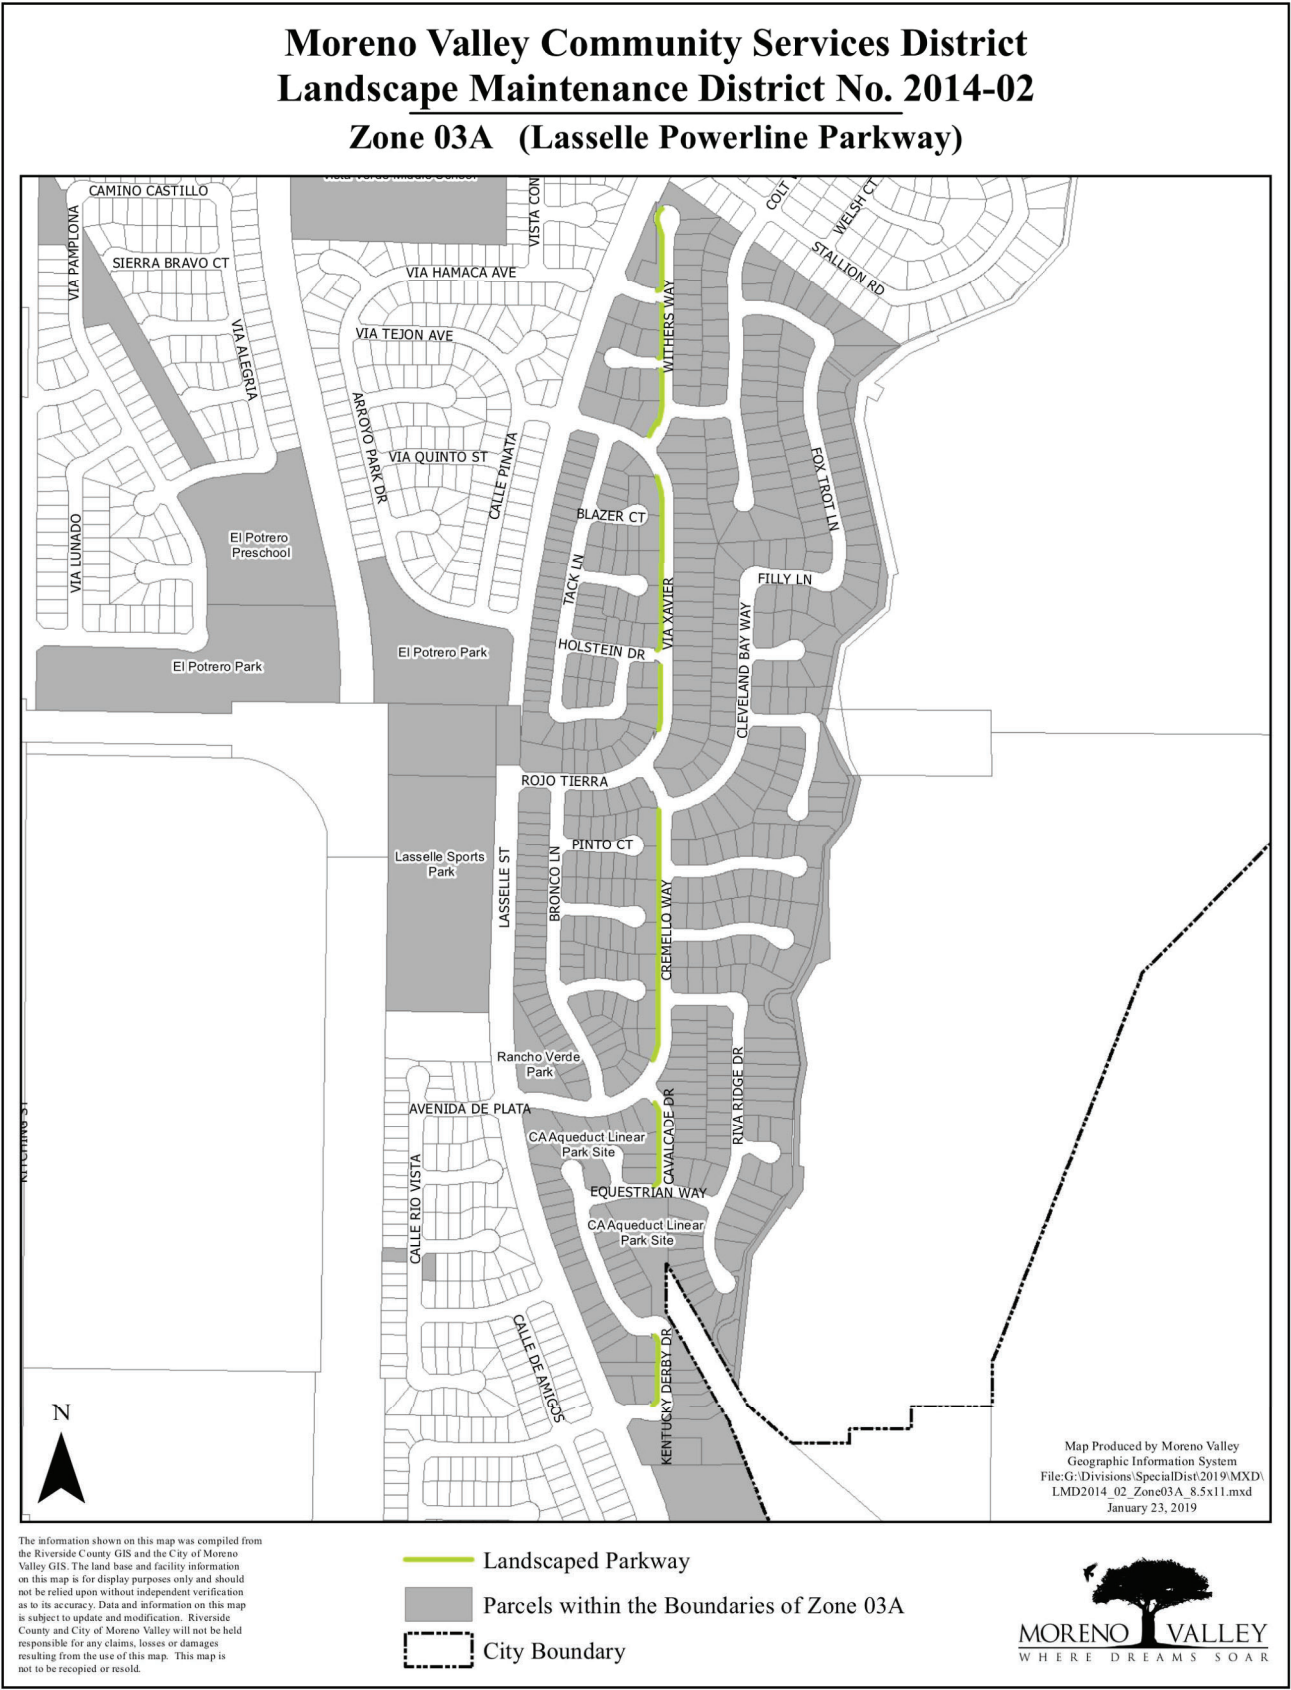 Moreno Valley Community Services District
Landscape Maintenance District No. 2014-02
Zone 03A (Lasselle Powerline Parkway)
CAMINO CASTILLO
VIA PAMPLONA
SIERRA BRAVO CT
VIA ALEGRIA
VISTA CON
VIA HAMACA AVE
VIA TEJON AVE
ARROYO PARK DR
VIA QUINTO ST
CALLE PINATA
COLT
WELSH CT
STALLION RD
WITHERS WAY
FOX TROT LN
BLAZER CT
TACK LN
VIA LUNADO
El Potrero
Preschool
FILLY LN
VIA XAVIER
CLEVELAND BAY WAY
HOLSTEIN DR
El Potrero Park
El Potrero Park
ROJO TIERRA
PINTO CT
Lasselle Sports
Park
LASSELLE ST
BRONCO LN
CREMELLO WAY
Rancho Verde
Park
RIVA RIDGE DR
AVENIDA DE PLATA
CAVALCADE DR
CA Aqueduct Linear
Park Site
EQUESTRIAN WAY
CA Aqueduct Linear
Park Site
CALLE RIO VISTA
CALLE DE AMIGOS
KENTUCKY DERBY DR
N
Map Produced by Moreno Valley
Geographic Information System
File:G:\Divisions\SpecialDist\2019\MXD\
LMD2014_02_Zone03A_8.5x11.mxd
January 23, 2019
The information shown on this map was compiled from
the Riverside County GIS and the City of Moreno
Valley GIS. The land base and facility information
on this map is for display purposes only and should
not be relied upon without independent verification
as to its accuracy. Data and information on this map
is subject to update and modification. Riverside
County and City of Moreno Valley will not be held
responsible for any claims, losses or damages
resulting from the use of this map. This map is
not to be recopied or resold.
Landscaped Parkway
Parcels within the Boundaries of Zone 03A
City Boundary
MORENO VALLEY
WHERE DREAMS SOAR